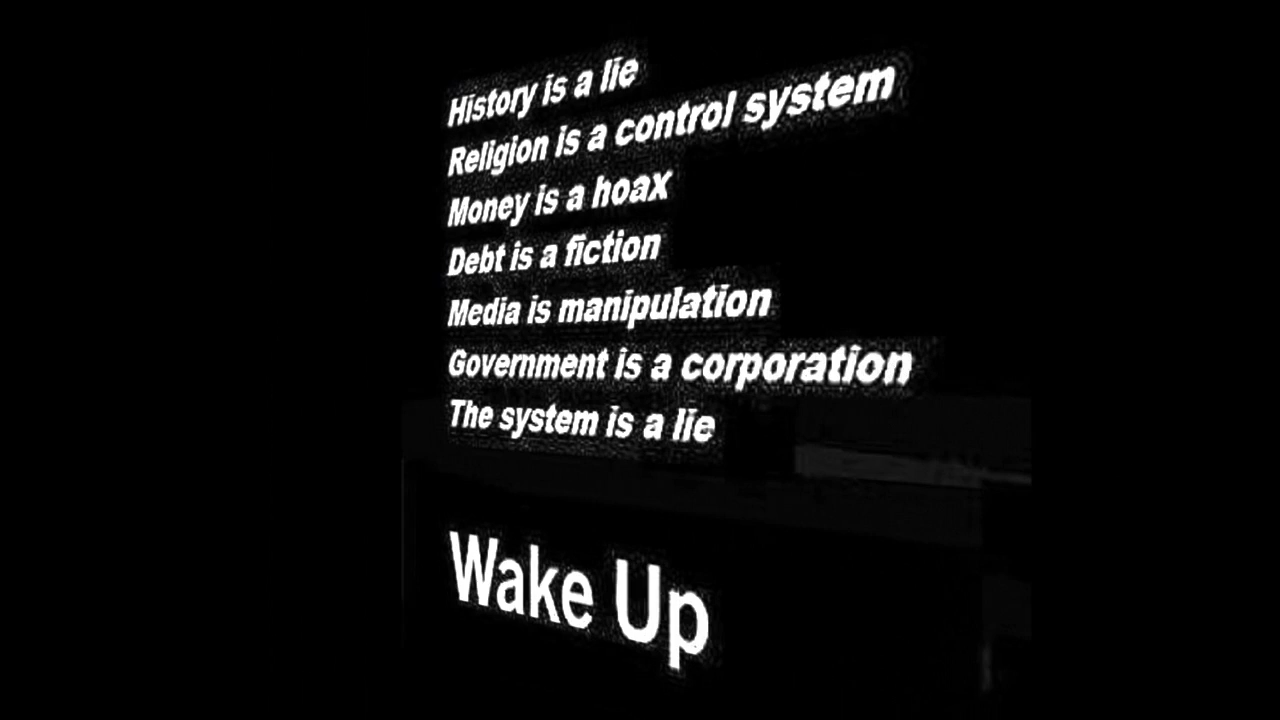 History is a lie
Religion is a control system
Money is a hoax
Debt is a fiction
Media is manipulation
Government is a corporation
The system is a lie
Wake Up